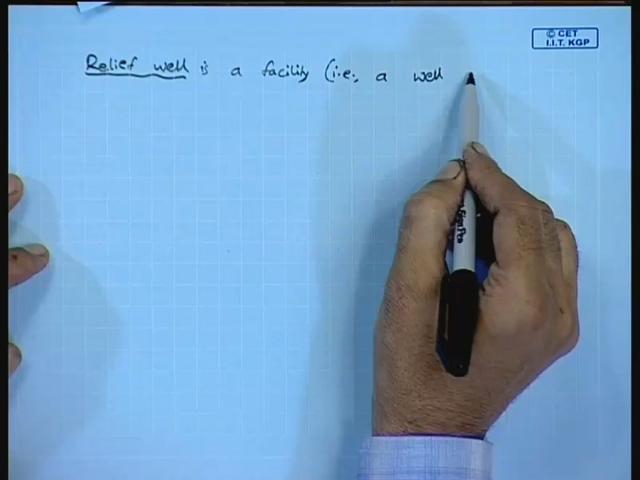 © CET
I.I.T. KGP
Relief well is a facility (i.e., a well